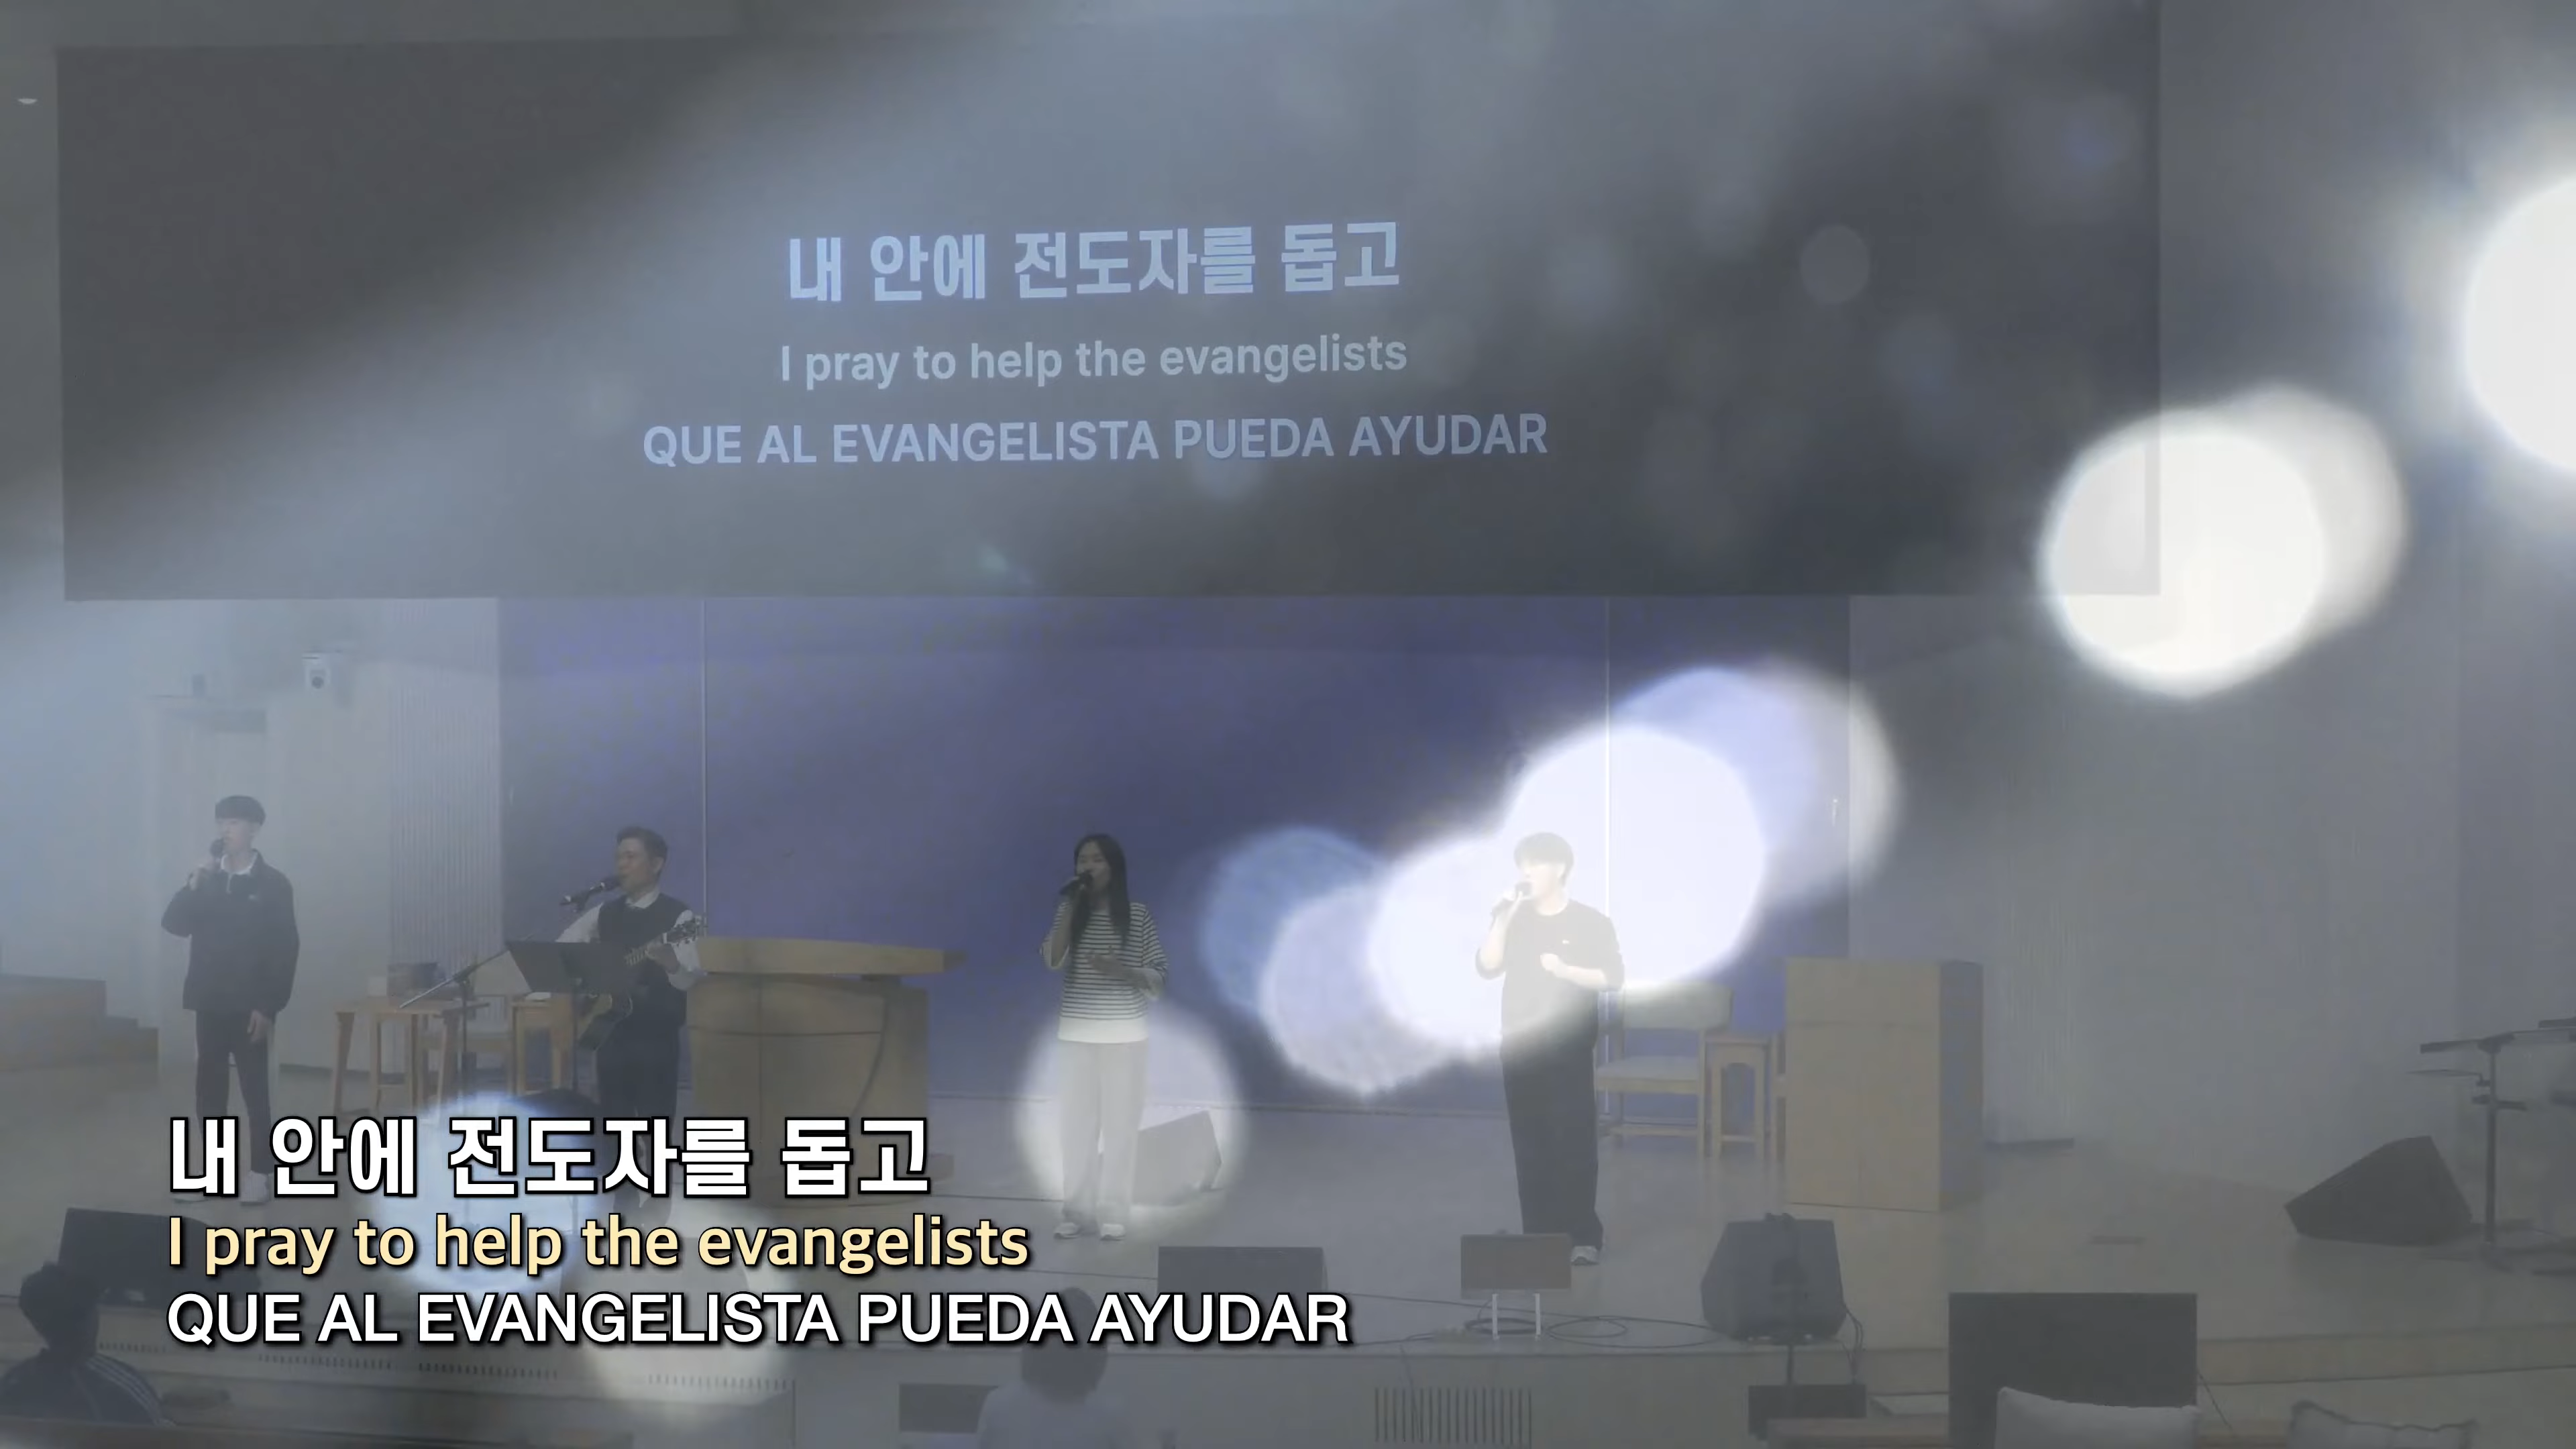 내 안에 전도자를 돕고
I pray to help the evangelists
QUE AL EVANGELISTA PUEDA AYUDAR
내 안에 전도자를 돕고
I pray to help the evangelists
QUE AL EVANGELISTA PUEDA AYUDAR